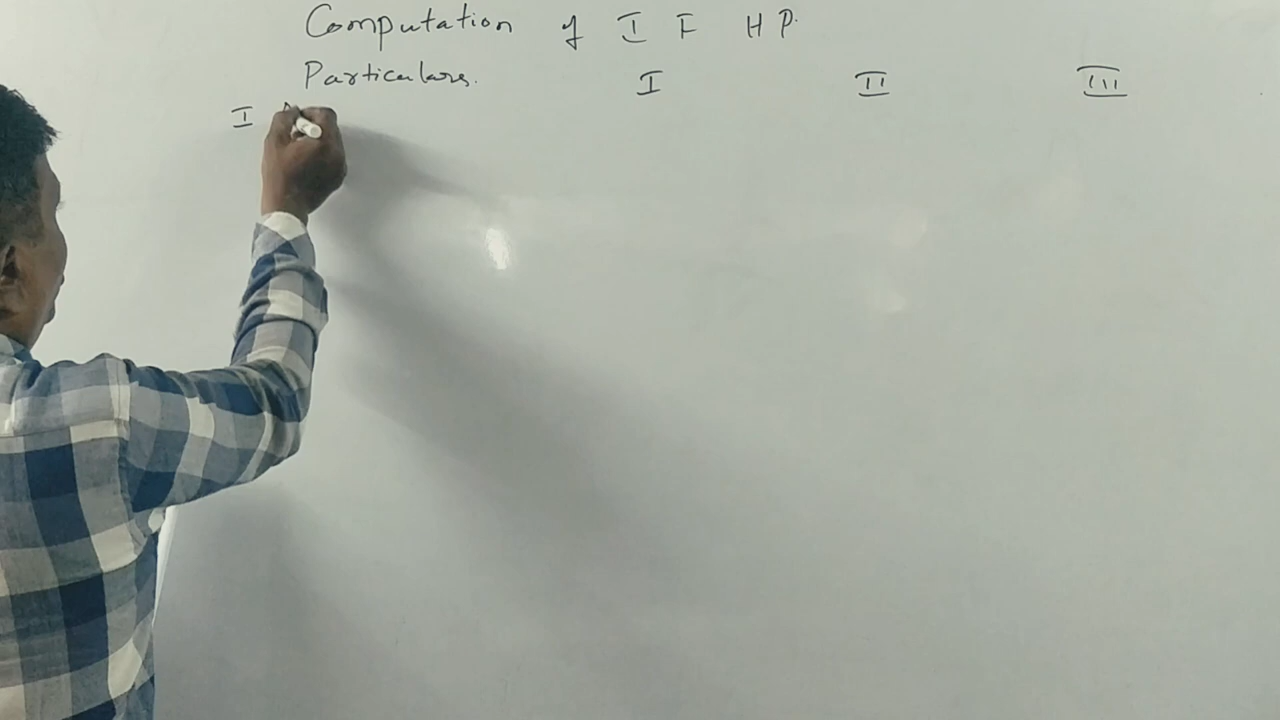 Computation of I F H P.
Particulars. I II III
I